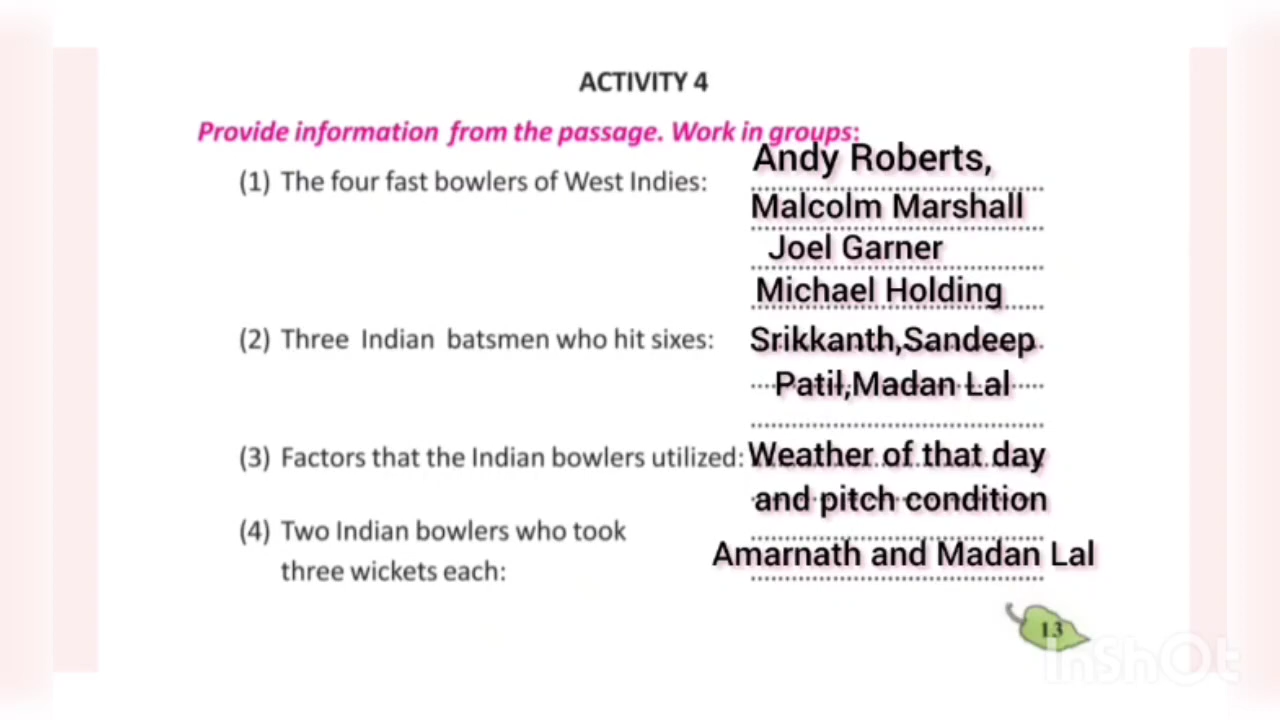 ACTIVITY 4
Provide information from the passage. Work in groups:
(1) The four fast bowlers of West Indies: Andy Roberts,
Malcolm Marshall
Joel Garner
Michael Holding
(2) Three Indian batsmen who hit sixes: Srikkanth,Sandeep
Patil,Madan Lal
(3) Factors that the Indian bowlers utilized: Weather of that day
and pitch condition
(4) Two Indian bowlers who took
three wickets each: Amarnath and Madan Lal
13
InShOt